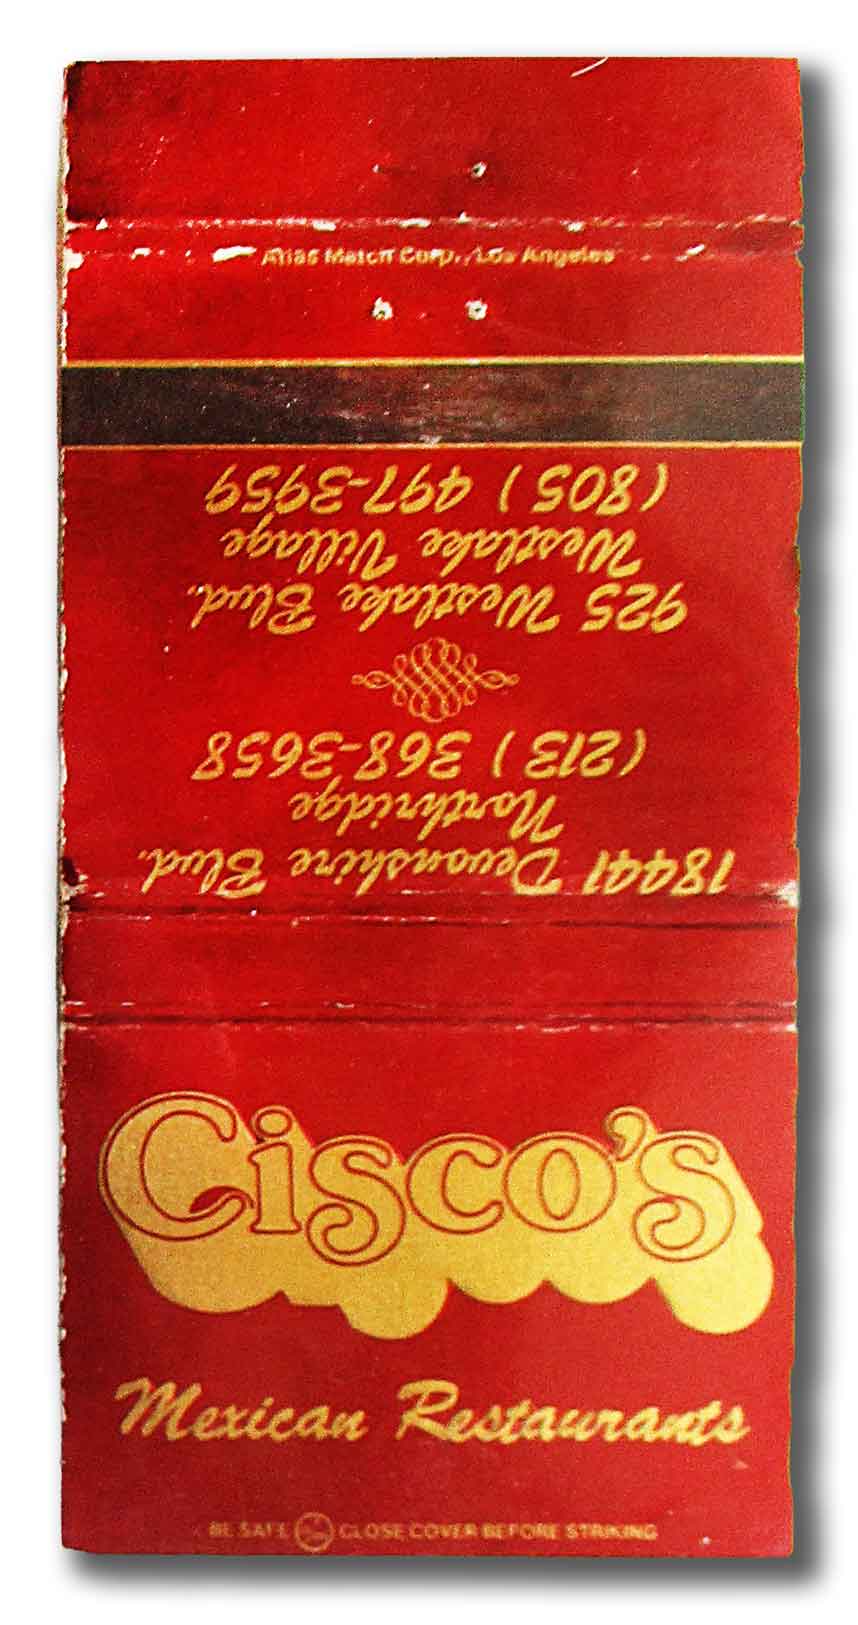 Atlas Match Corp., Los Angeles
18441 Devonshire Blvd.
Northridge
(213) 368-3658
925 Westlake Blvd.
Westlake Village
(805) 497-3959
Cisco's
Mexican Restaurants
BE SAFE CLOSE COVER BEFORE STRIKING